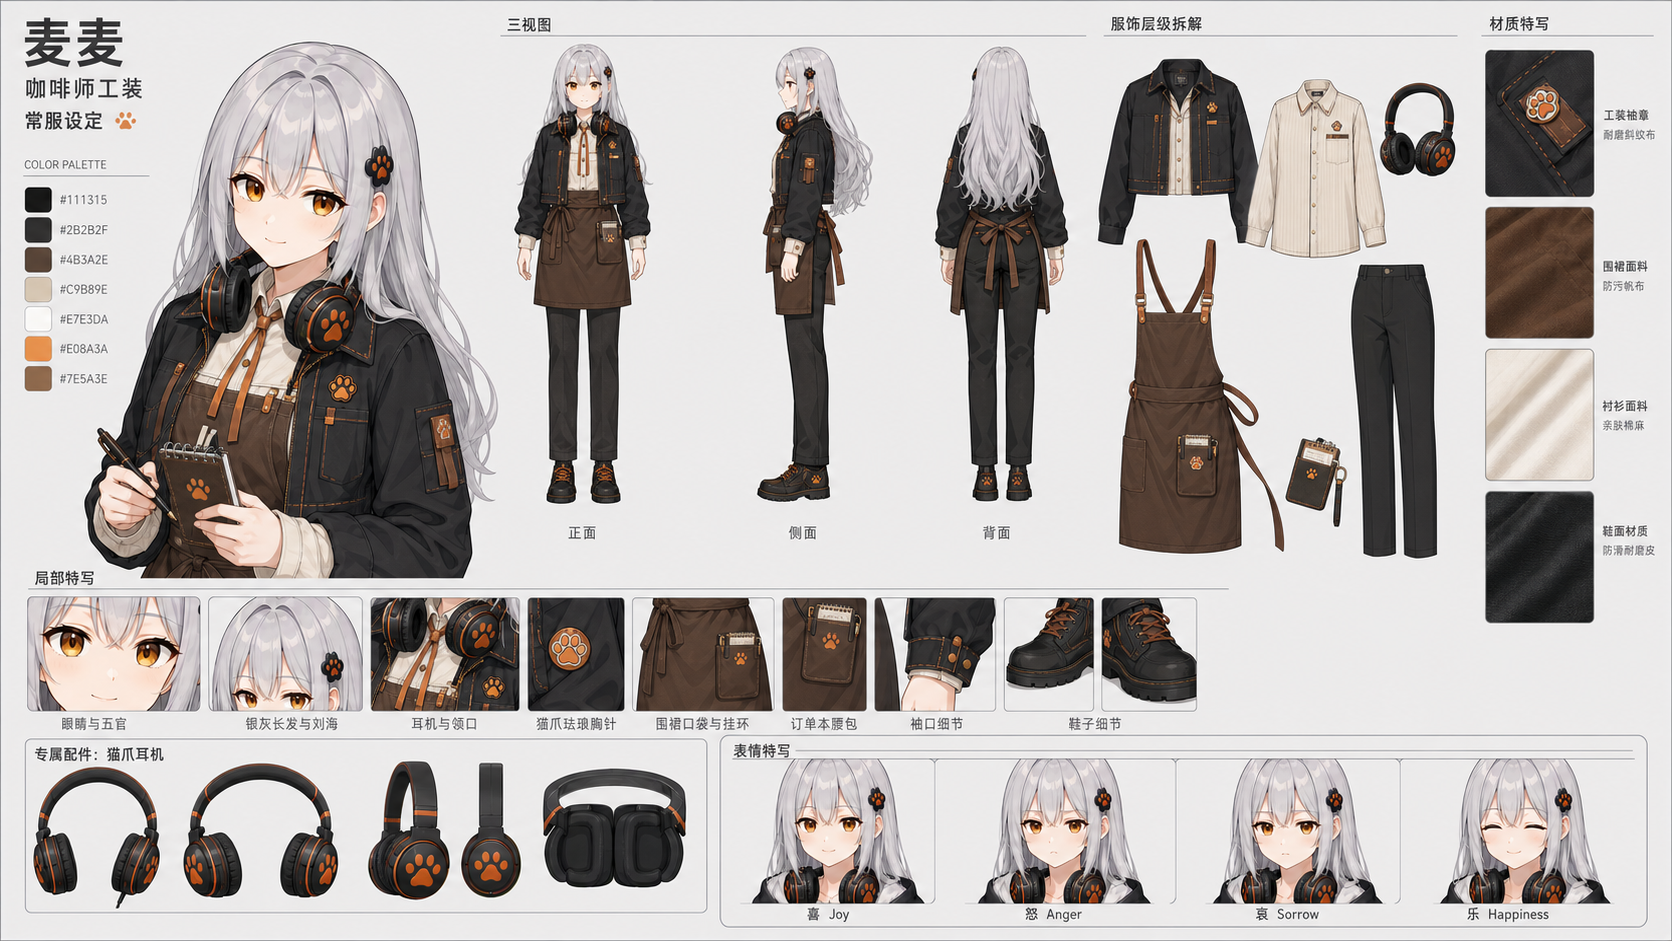 麦麦
咖啡师工装
常服设定
COLOR PALETTE
#111315
#2B2B2F
#4B3A2E
#C9B89E
#E7E3DA
#E08A3A
#7E5A3E
三视图
正面
侧面
背面
服饰层级拆解
材质特写
工装袖章
耐磨斜纹布
围裙面料
防污帆布
衬衫面料
亲肤棉麻
鞋面材质
防滑耐磨皮
局部特写
眼睛与五官
银灰长发与刘海
耳机与领口
猫爪珐琅胸针
围裙口袋与挂环
订单本腰包
袖口细节
鞋子细节
专属配件：猫爪耳机
表情特写
喜 Joy
怒 Anger
哀 Sorrow
乐 Happiness